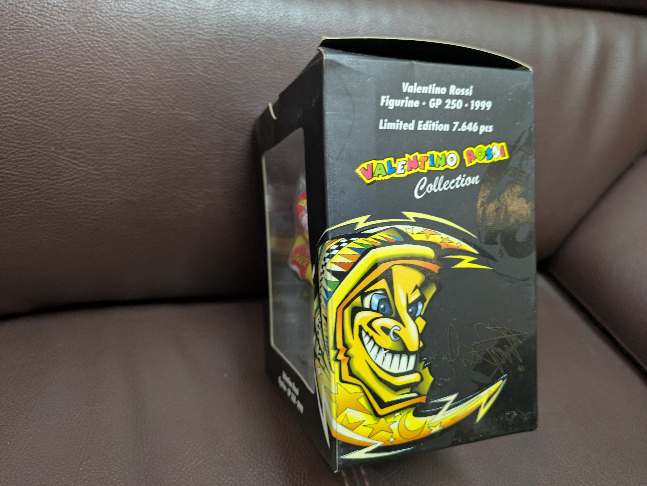 Valentino Rossi
Figurine • GP 250 • 1999
Limited Edition 7.646 pcs
VALENTINO ROSSI
Collection